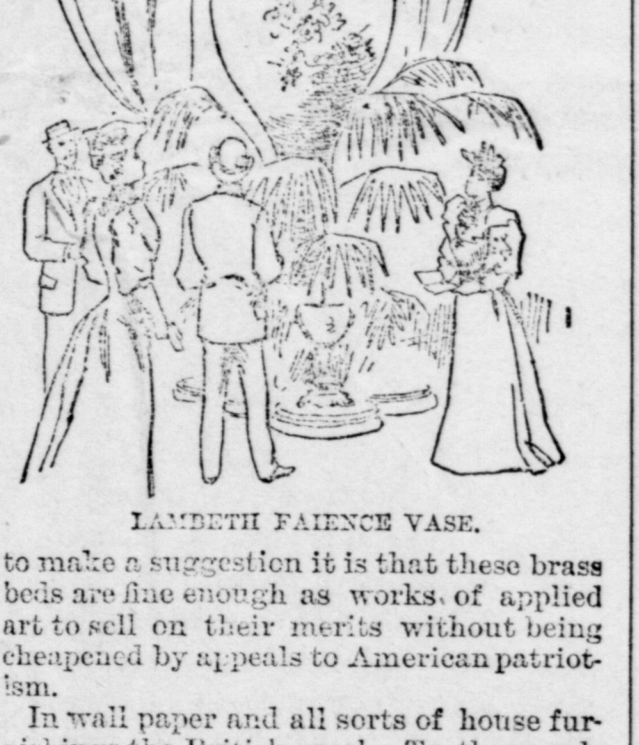 LAMBETH FAIENCE VASE.
to make a suggestion it is that these brass
beds are fine enough as works, of applied
art to sell on their merits without being
cheapened by appeals to American patriot-
ism.
In wall paper and all sorts of house fur-